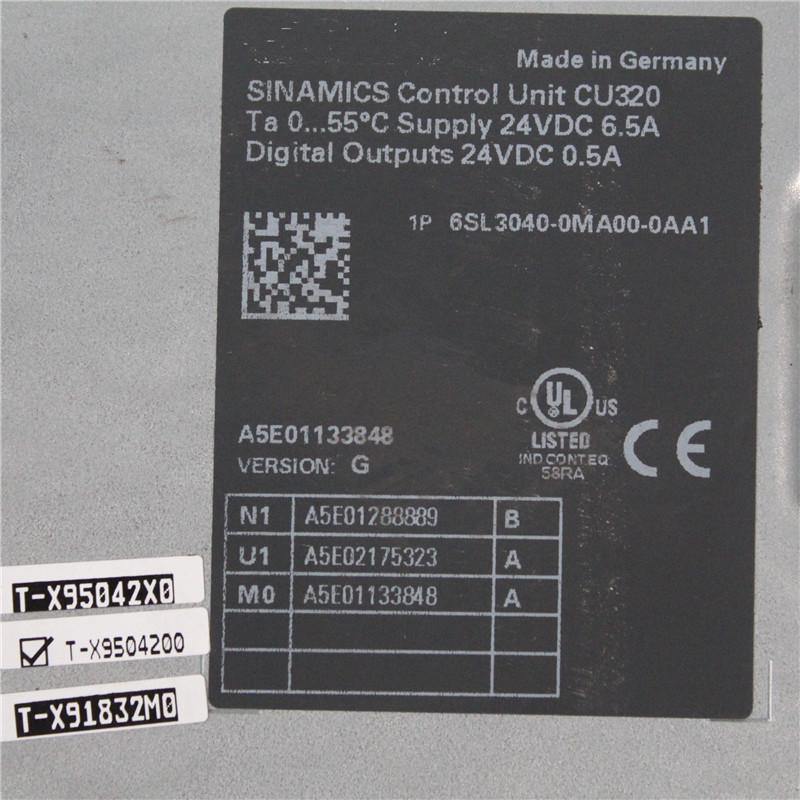 Made in Germany
SINAMICS Control Unit CU320
Ta 0...55°C Supply 24VDC 6.5A
Digital Outputs 24VDC 0.5A
1P 6SL3040-0MA00-0AA1
C UL US
LISTED
IND CONT EQ
58RA
CE
A5E01133848
VERSION: G
N1 A5E01288889 B
U1 A5E02175323 A
M0 A5E01133848 A
T-X95042X0
T-X9504200
T-X91832M0